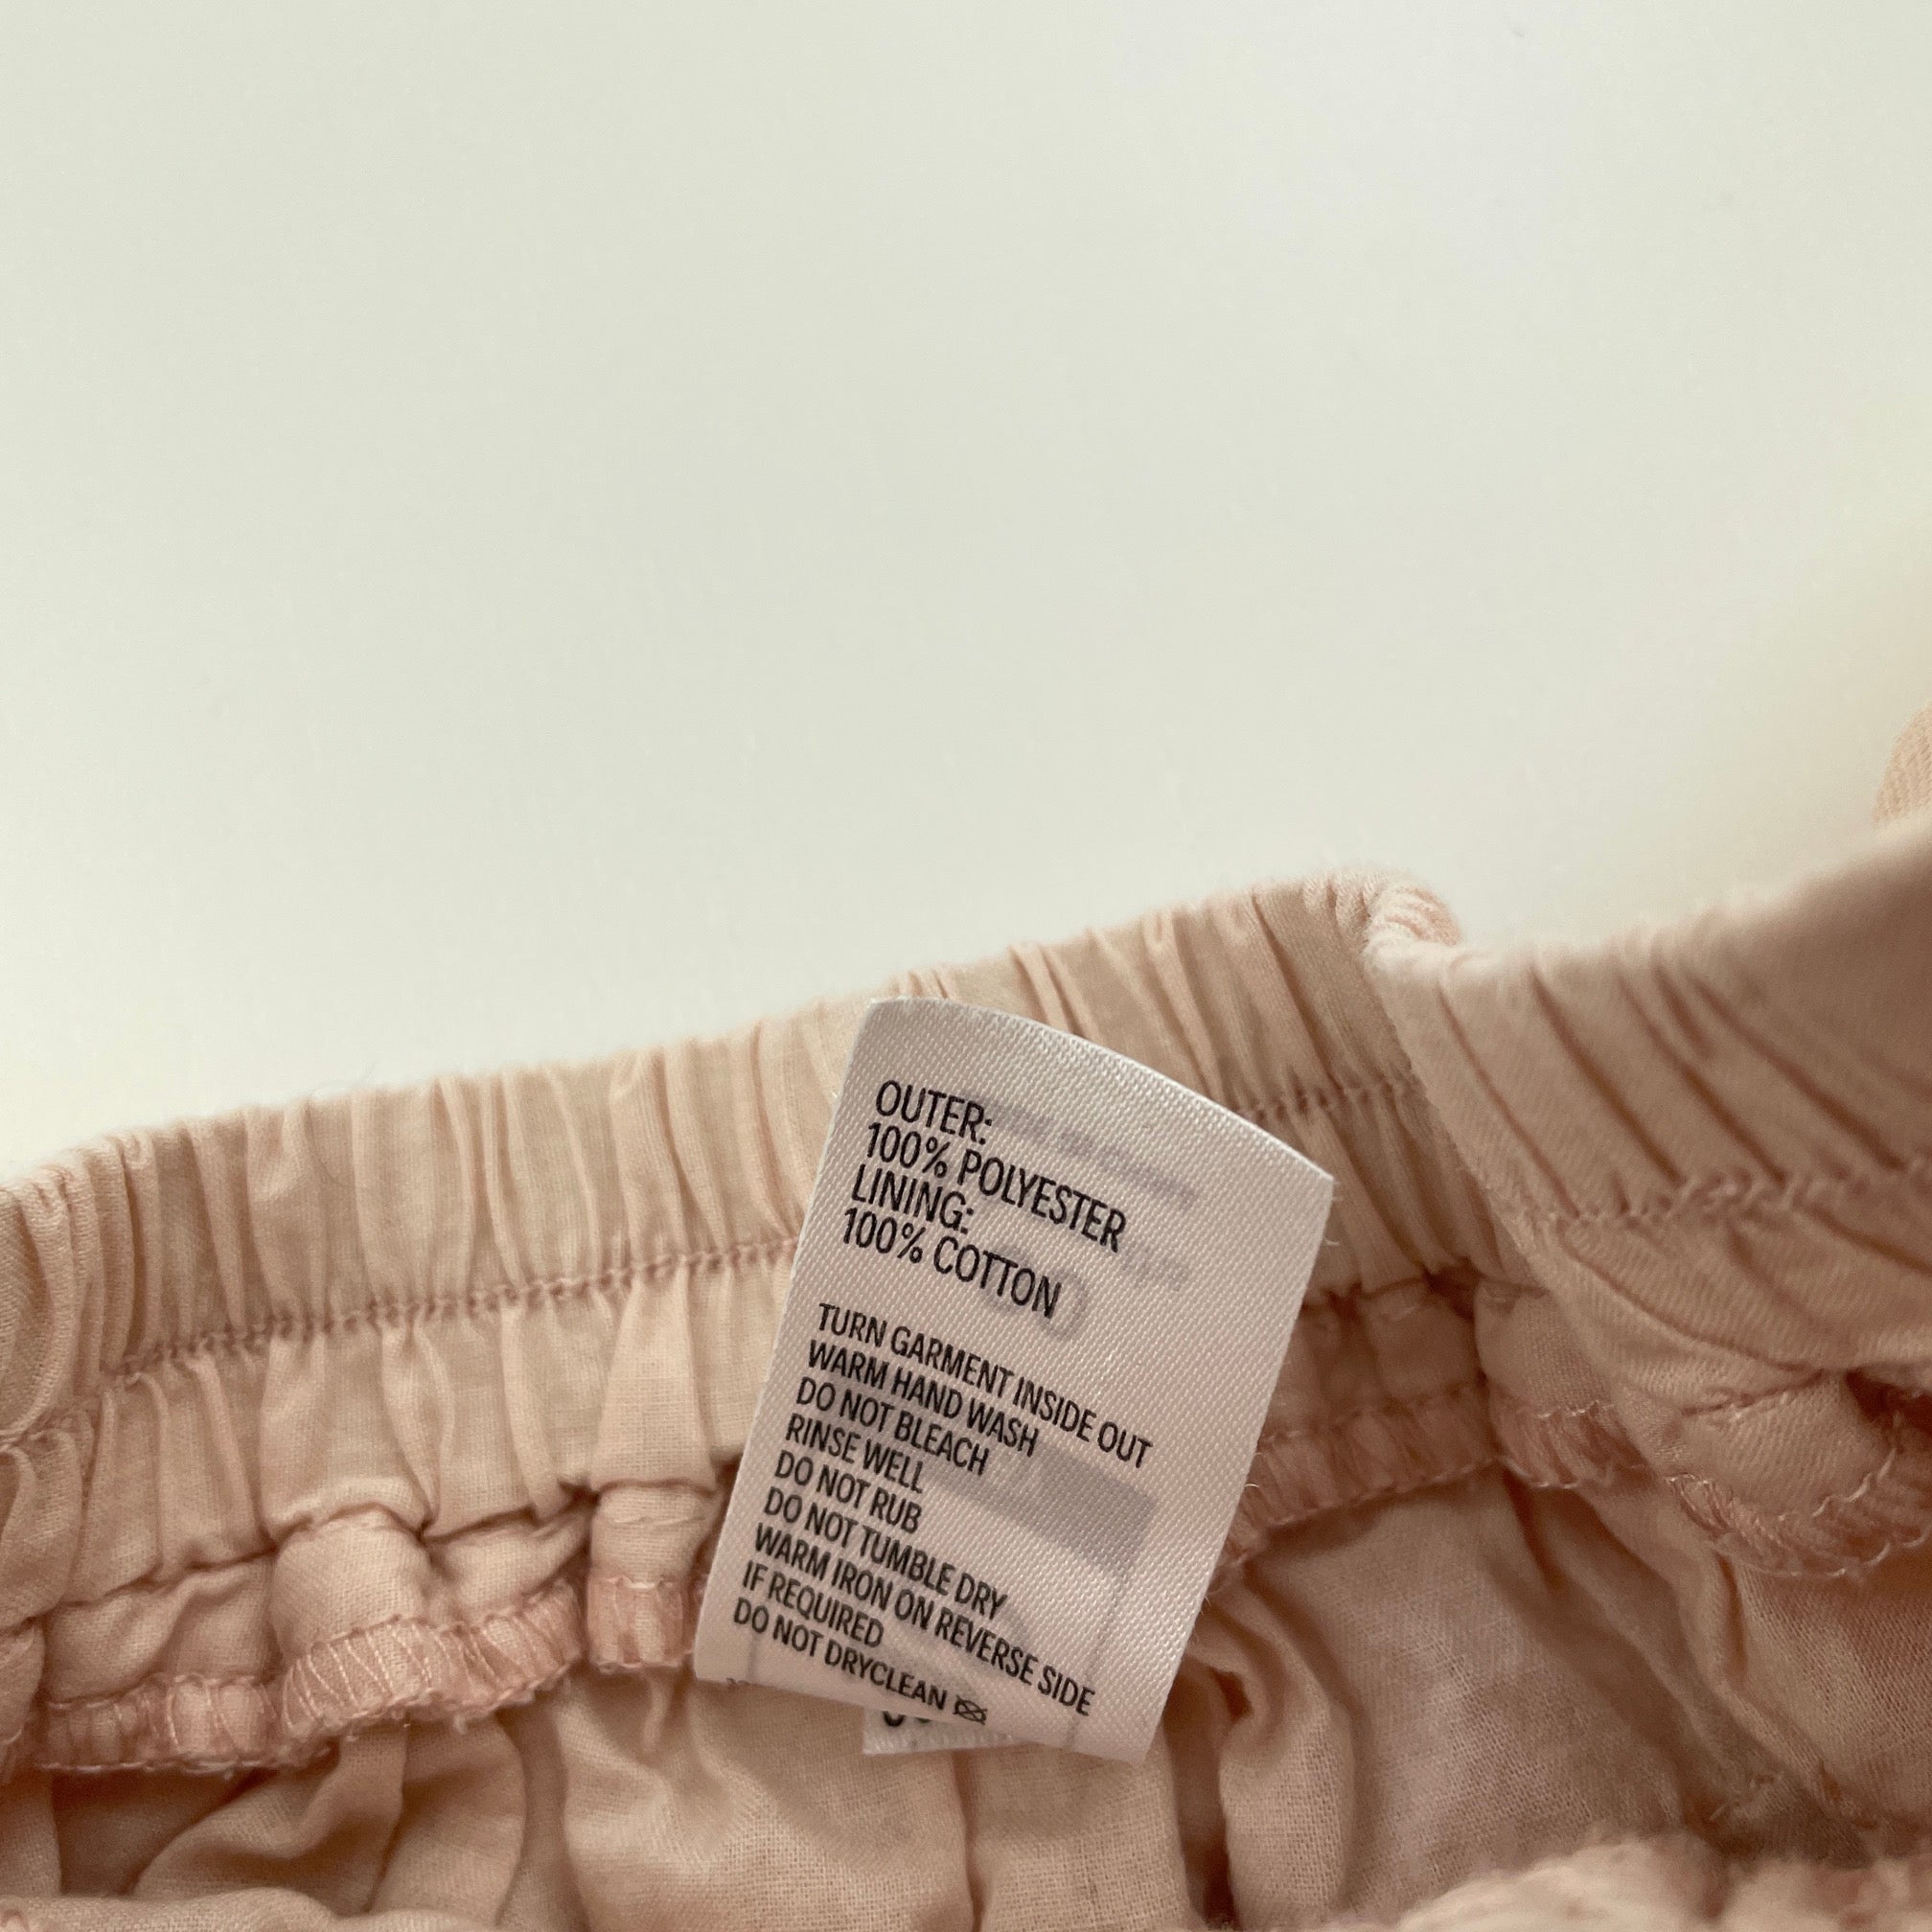 OUTER:
100% POLYESTER
LINING:
100% COTTON
TURN GARMENT INSIDE OUT
WARM HAND WASH
DO NOT BLEACH
RINSE WELL
DO NOT RUB
DO NOT TUMBLE DRY
WARM IRON ON REVERSE SIDE
IF REQUIRED
DO NOT DRYCLEAN